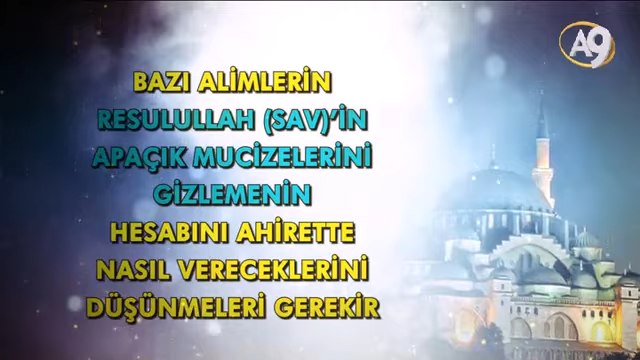 A9
BAZI ALİMLERİN
RESULULLAH (SAV)'İN
APAÇIK MUCİZELERİNİ
GİZLEMENİN
HESABINI AHİRETTE
NASIL VERECEKLERİNİ
DÜŞÜNMELERİ GEREKİR